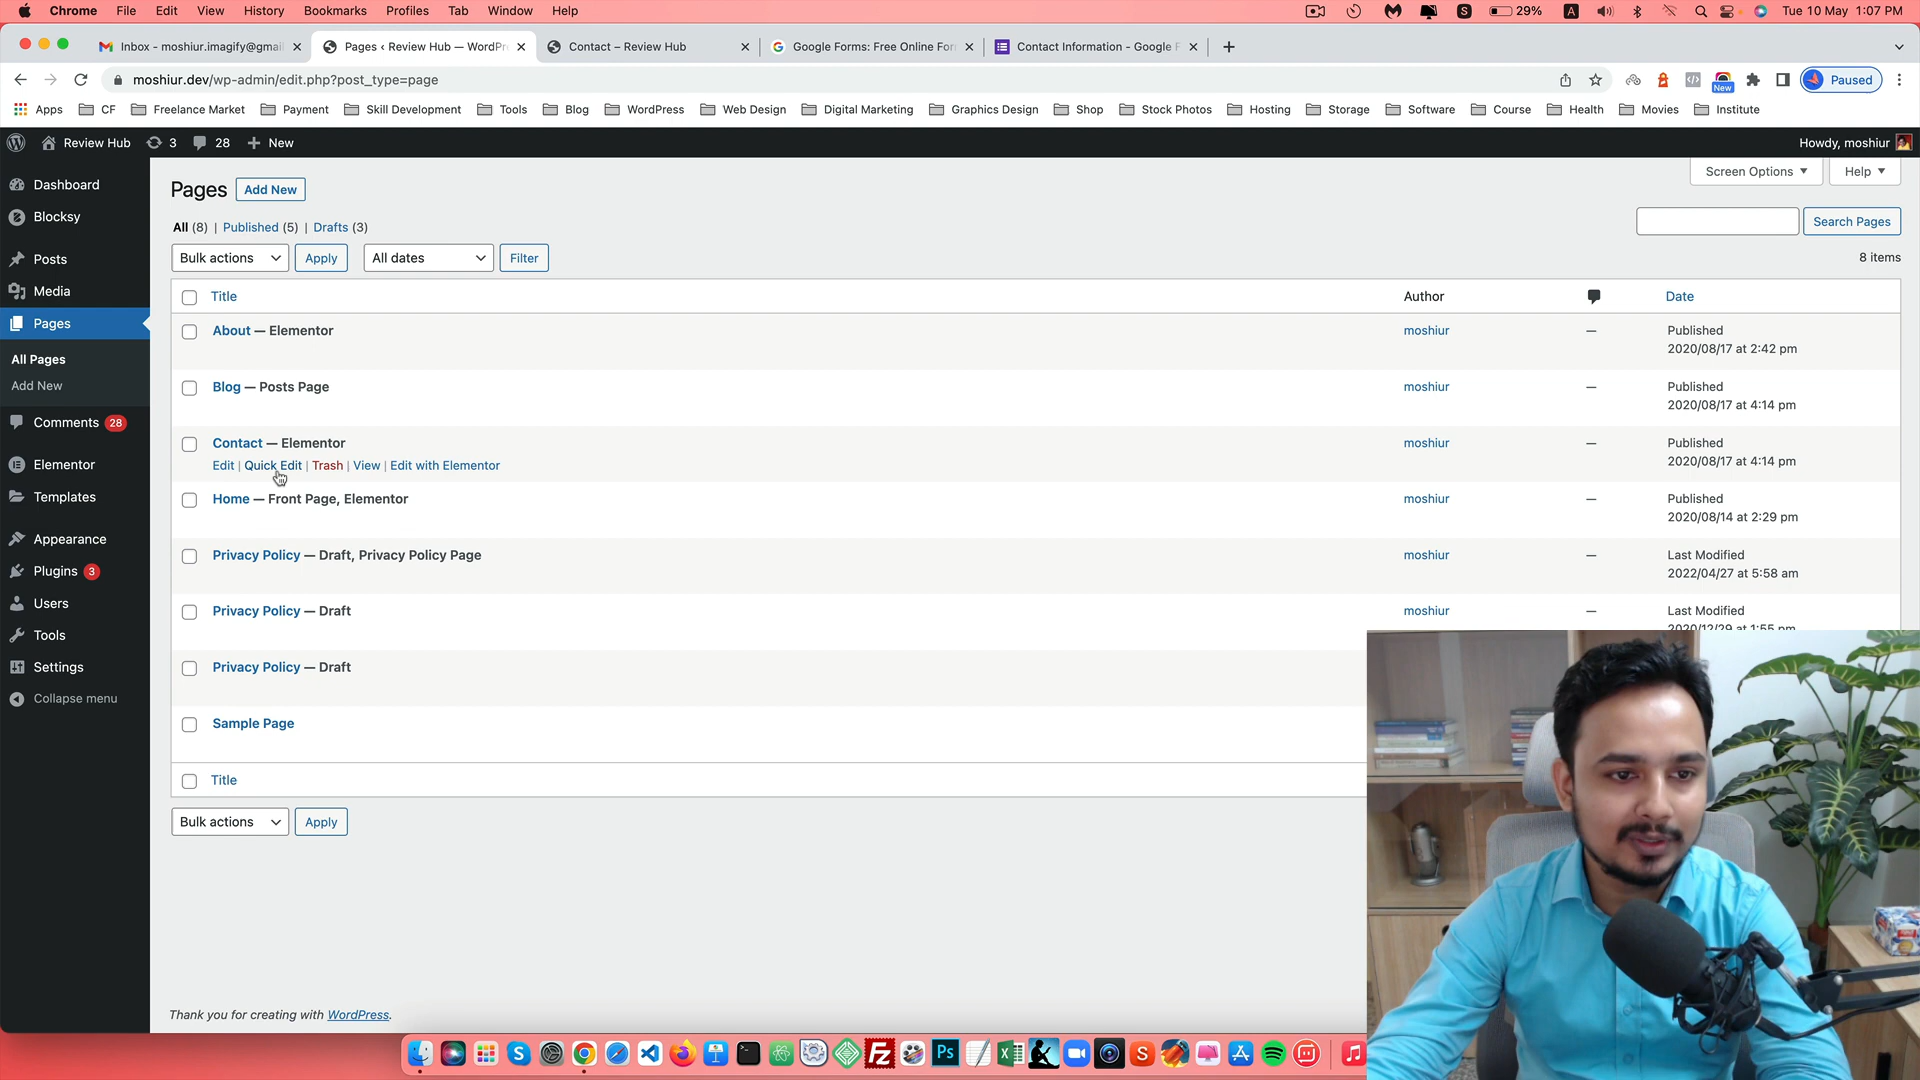 Chrome File Edit View History Bookmarks Profiles Tab Window Help 29% A Tue 10 May 1:07 PM
Inbox - moshiur.imagify@gmai Pages ‹ Review Hub — WordPr Contact – Review Hub Google Forms: Free Online For Contact Information - Google F
moshiur.dev/wp-admin/edit.php?post_type=page New Paused
Apps CF Freelance Market Payment Skill Development Tools Blog WordPress Web Design Digital Marketing Graphics Design Shop Stock Photos Hosting Storage Software Course Health Movies Institute
Review Hub 3 28 New Howdy, moshiur
Dashboard
Blocksy
Posts
Media
Pages
All Pages
Add New
Comments 28
Elementor
Templates
Appearance
Plugins 3
Users
Tools
Settings
Collapse menu
Screen Options Help
Pages Add New
All (8) | Published (5) | Drafts (3)
Search Pages
Bulk actions Apply All dates Filter 8 items
Title Author Date
About — Elementor moshiur — Published
2020/08/17 at 2:42 pm
Blog — Posts Page moshiur — Published
2020/08/17 at 4:14 pm
Contact — Elementor moshiur — Published
Edit | Quick Edit | Trash | View | Edit with Elementor 2020/08/17 at 4:14 pm
Home — Front Page, Elementor moshiur — Published
2020/08/14 at 2:29 pm
Privacy Policy — Draft, Privacy Policy Page moshiur — Last Modified
2022/04/27 at 5:58 am
Privacy Policy — Draft moshiur — Last Modified
2020/12/29 at 1:55 pm
Privacy Policy — Draft
Sample Page
Title
Bulk actions Apply
Thank you for creating with WordPress.